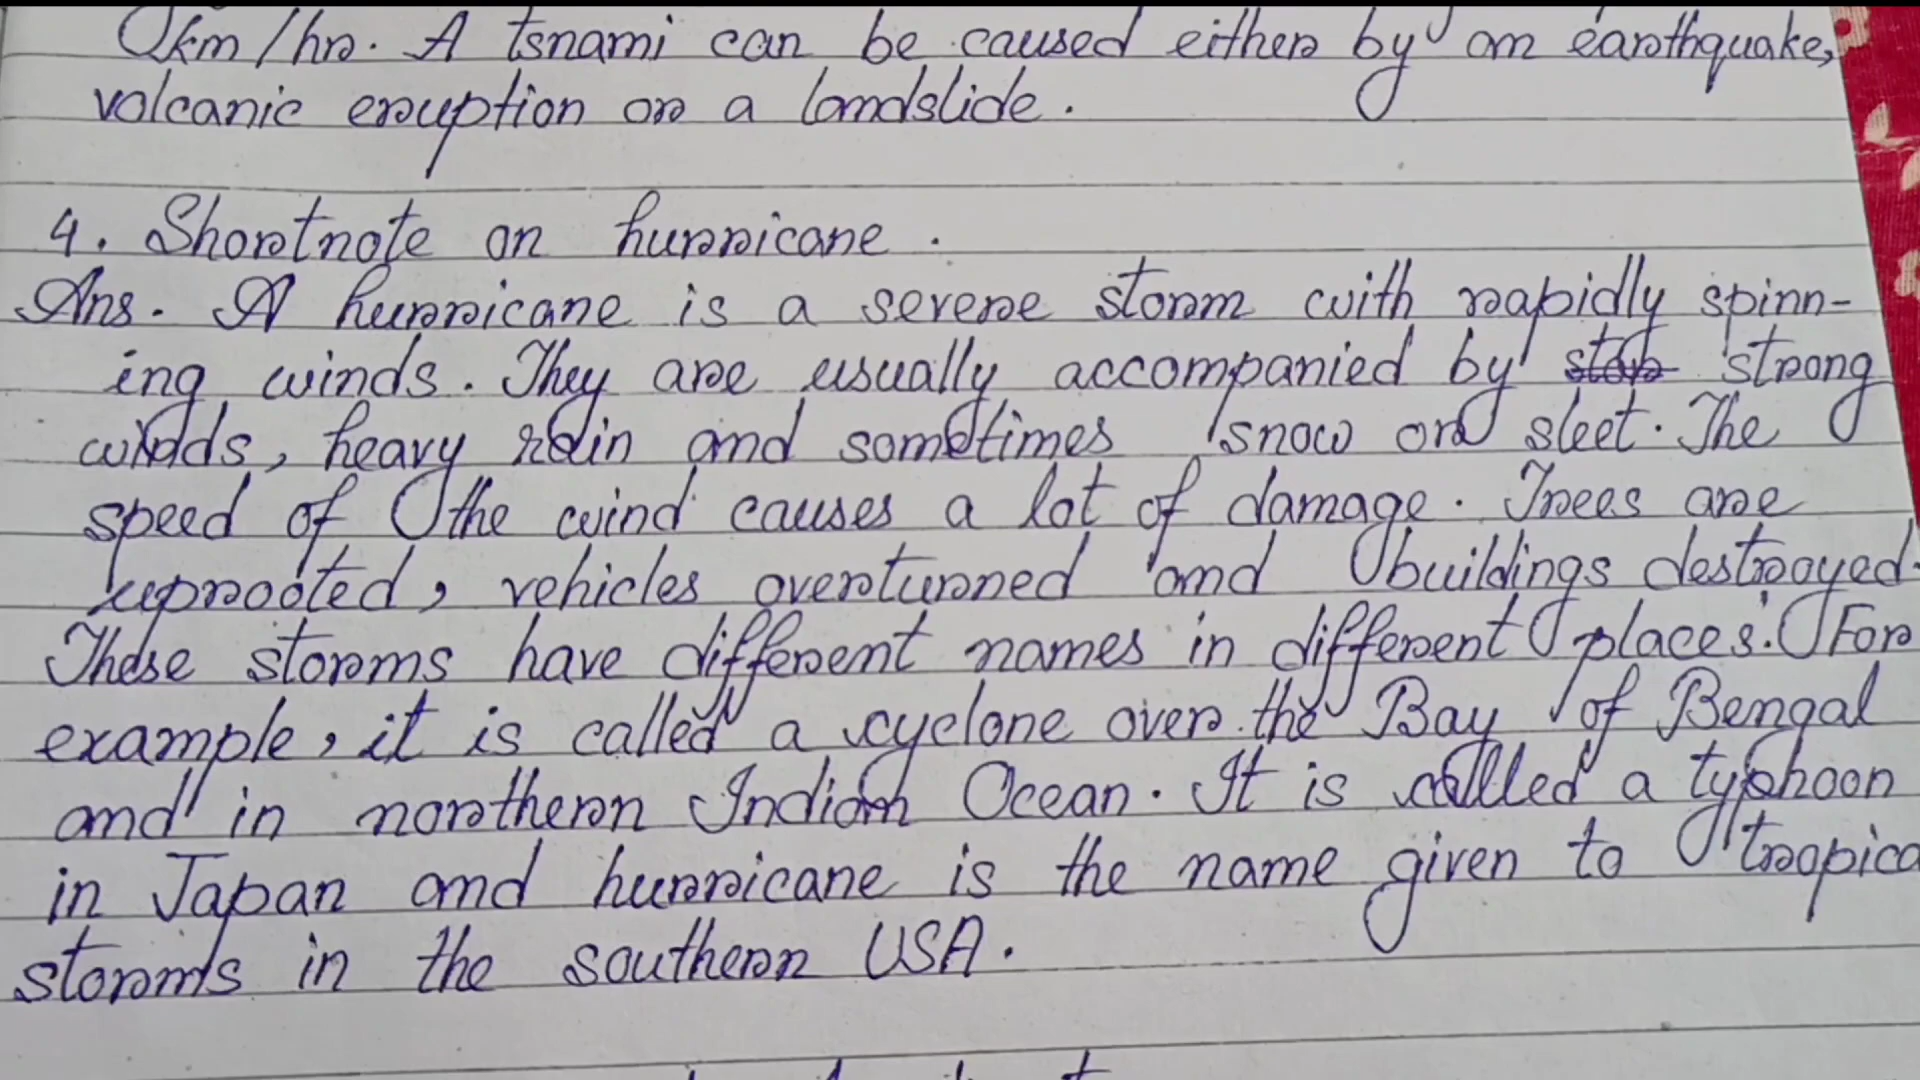 km/hr. A tsnami can be caused either by an earthquake,
volcanic eruption or a landslide.
4. Shortnote on hurricane.
Ans. A hurricane is a severe storm with rapidly spinn-
ing winds. They are usually accompanied by strong
winds, heavy rain and sometimes snow or sleet. The
speed of the wind causes a lot of damage. Trees are
uprooted, vehicles overturned and buildings destroyed.
These storms have different names in different places. For
example, it is called a cyclone over the Bay of Bengal
and in northern Indian Ocean. It is called a typhoon
in Japan and hurricane is the name given to tropica
storms in the southern USA.